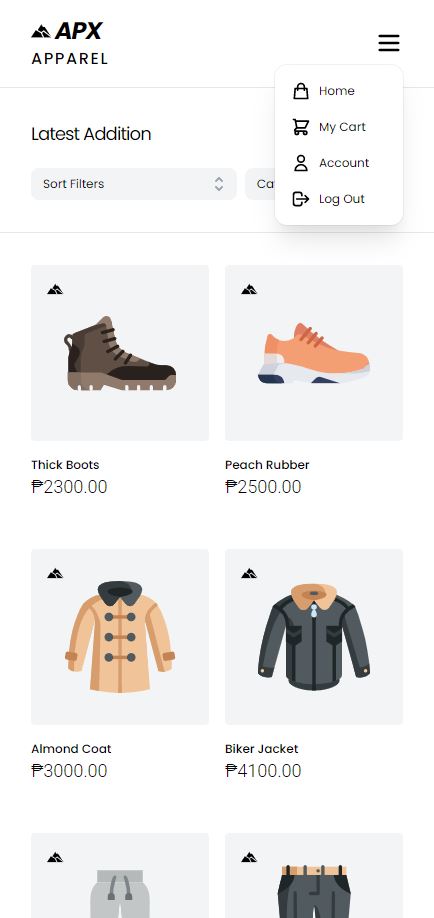 APX
APPAREL
Home
My Cart
Account
Log Out
Latest Addition
Sort Filters
Thick Boots
₱2300.00
Peach Rubber
₱2500.00
Almond Coat
₱3000.00
Biker Jacket
₱4100.00